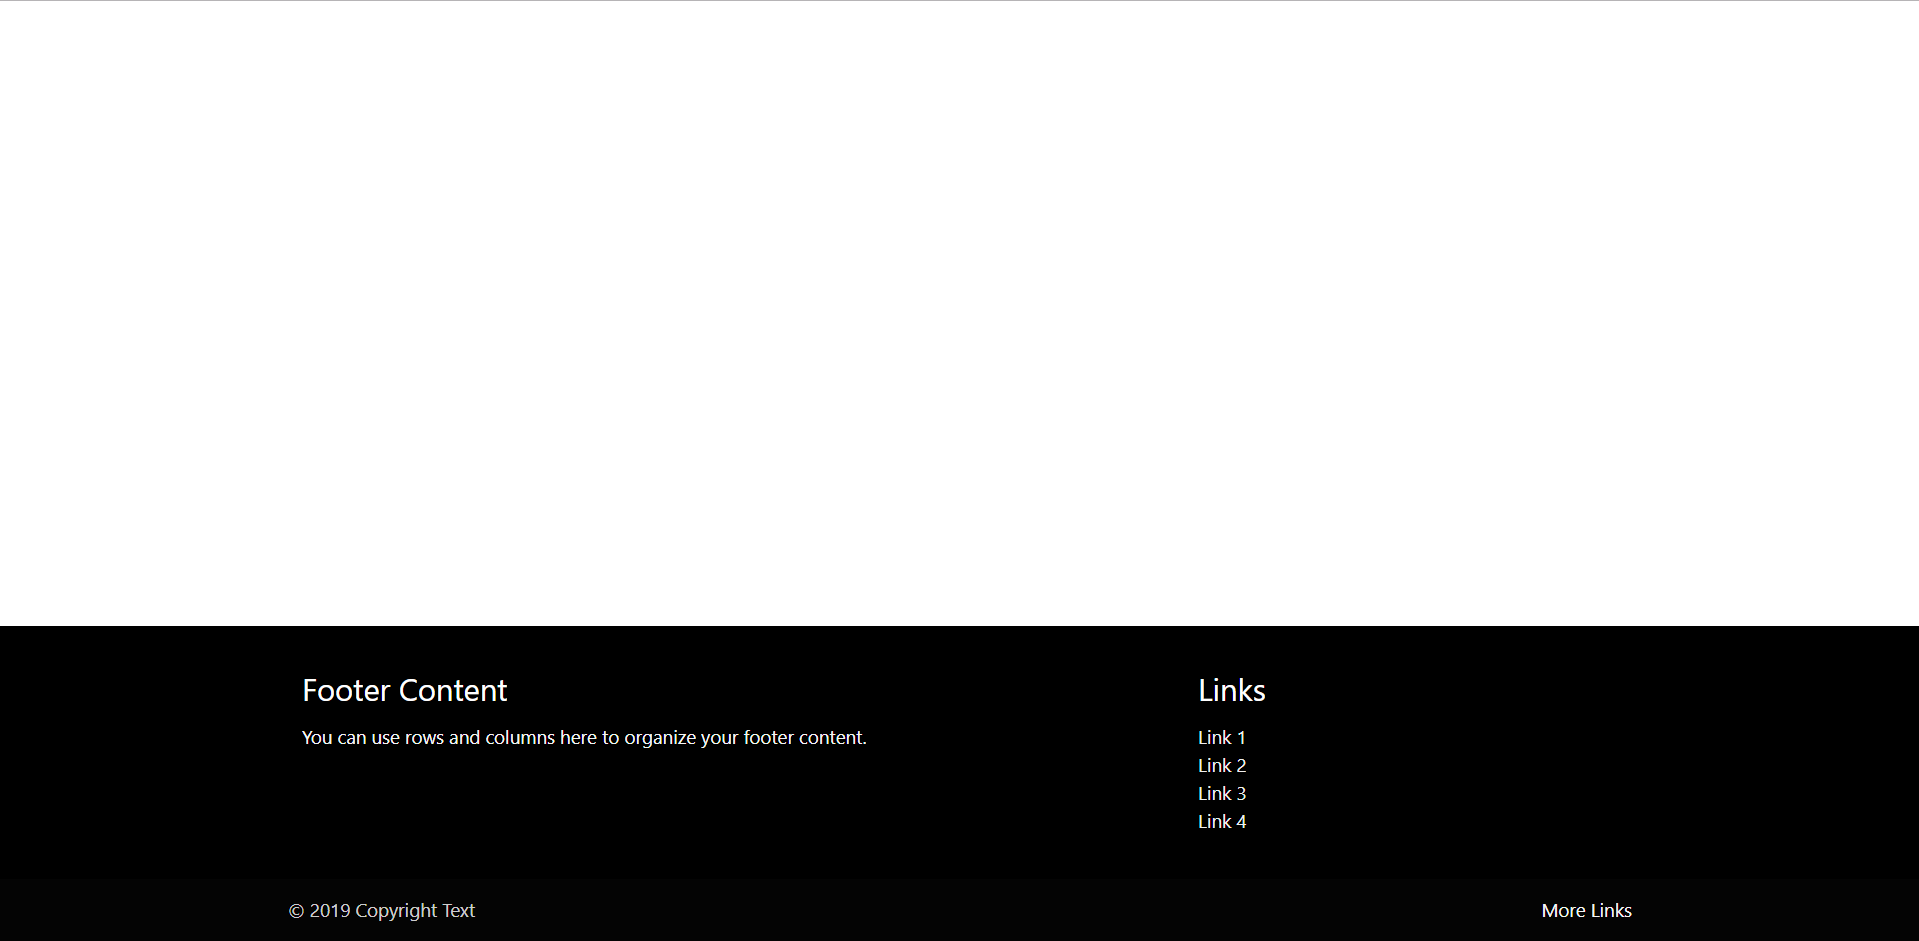 Footer Content
You can use rows and columns here to organize your footer content.
Links
Link 1
Link 2
Link 3
Link 4
© 2019 Copyright Text
More Links